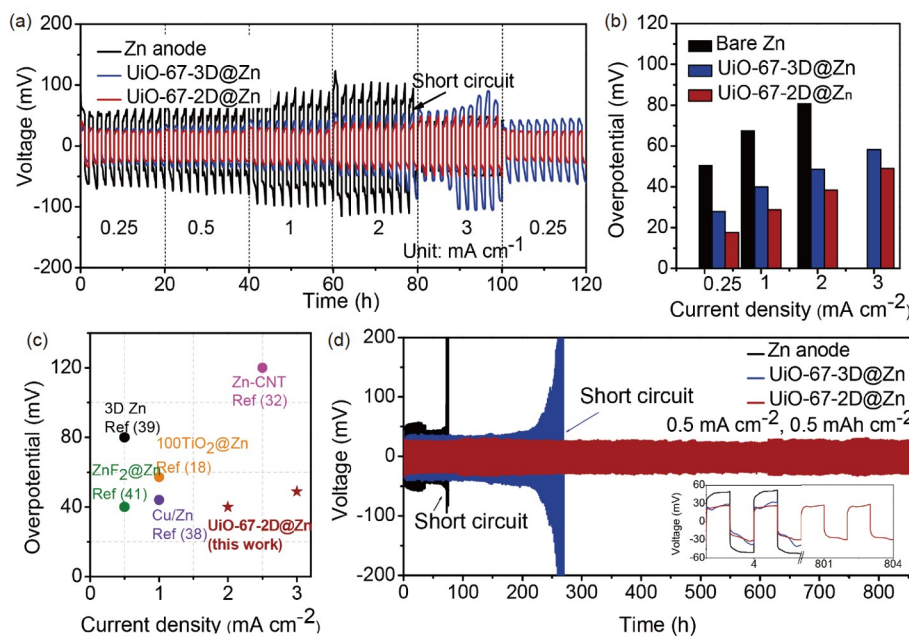 (a)
200
100
0
-100
-200
Voltage (mV)
Zn anode
UiO-67-3D@Zn
UiO-67-2D@Zn
Short circuit
0.25 0.5 1 2 3 0.25
Unit: mA cm⁻¹
0 20 40 60 80 100 120
Time (h)
(b)
120
100
80
60
40
20
0
Overpotential (mV)
Bare Zn
UiO-67-3D@Zn
UiO-67-2D@Zn
0.25 1 2 3
Current density (mA cm⁻²)
(c)
120
80
40
0
Overpotential (mV)
Zn-CNT
Ref (32)
3D Zn
Ref (39)
100TiO₂@Zn
Ref (18)
ZnF₂@Zn
Ref (41)
Cu/Zn
Ref (38)
UiO-67-2D@Zn
(this work)
0 1 2 3
Current density (mA cm⁻²)
(d)
200
100
0
-100
-200
Voltage (mV)
Zn anode
UiO-67-3D@Zn
UiO-67-2D@Zn
0.5 mA cm⁻², 0.5 mAh cm⁻²
Short circuit
Short circuit
60
30
0
-30
-60
Voltage (mV)
4 801 804
0 100 200 300 400 500 600 700 800
Time (h)